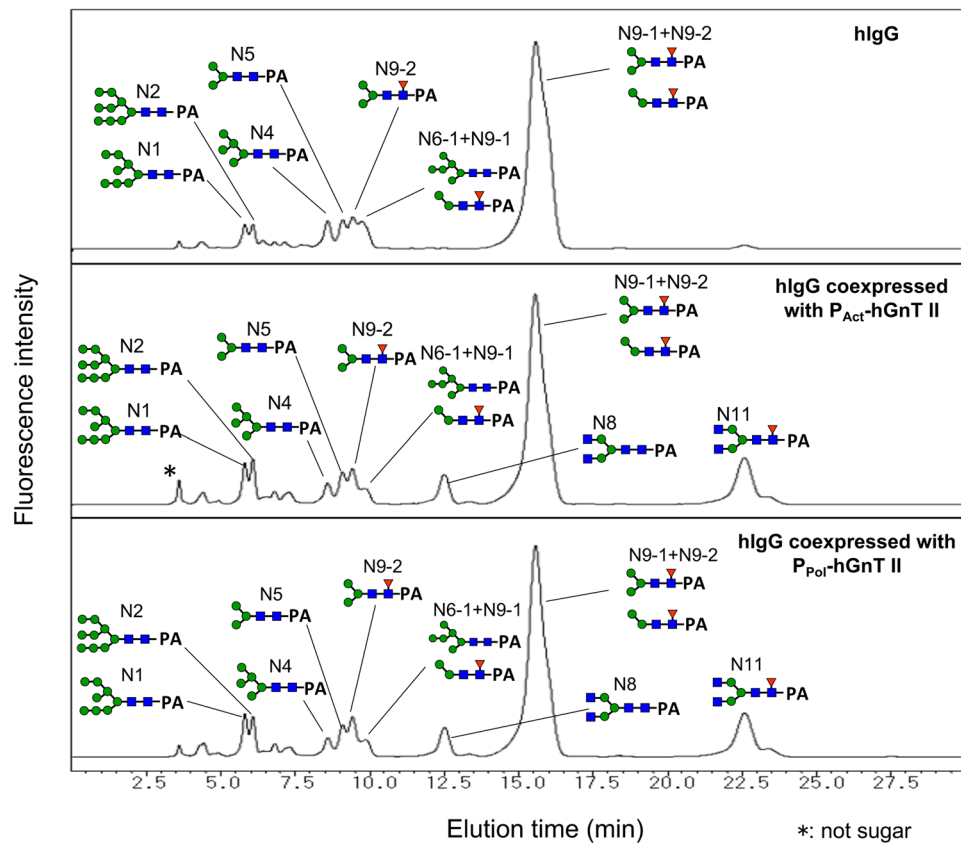 hIgG
N9-1+N9-2
PA
N5
PA
N9-2
PA
N2
PA
N4
PA
N6-1+N9-1
PA
PA
N1
PA
PA
hIgG coexpressed
with PAct-hGnT II
N9-1+N9-2
PA
PA
N5
PA
N9-2
PA
N2
PA
N6-1+N9-1
PA
PA
N4
PA
N1
PA
N8
PA
N11
PA
*
hIgG coexpressed with
PPol-hGnT II
N9-1+N9-2
PA
PA
N9-2
PA
N5
PA
N2
PA
N6-1+N9-1
PA
PA
N4
PA
N1
PA
N8
PA
N11
PA
Fluorescence intensity
2.5 5.0 7.5 10.0 12.5 15.0 17.5 20.0 22.5 25.0 27.5
Elution time (min)
*: not sugar